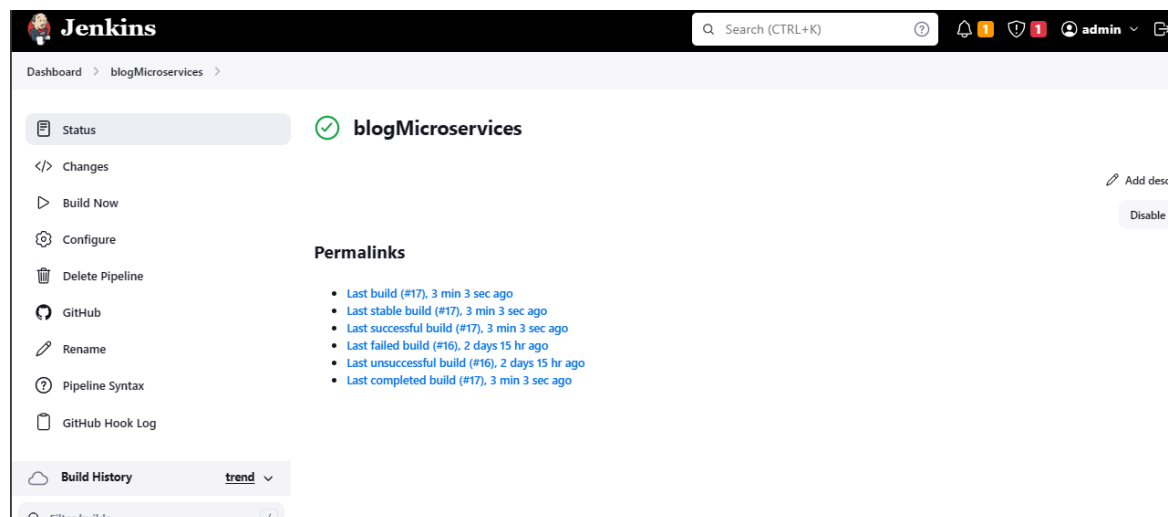 Jenkins
Search (CTRL+K)
1
1
admin
Dashboard
blogMicroservices
Status
Changes
Build Now
Configure
Delete Pipeline
GitHub
Rename
Pipeline Syntax
GitHub Hook Log
Build History
trend
blogMicroservices
Add desc
Disable
Permalinks
Last build (#17), 3 min 3 sec ago
Last stable build (#17), 3 min 3 sec ago
Last successful build (#17), 3 min 3 sec ago
Last failed build (#16), 2 days 15 hr ago
Last unsuccessful build (#16), 2 days 15 hr ago
Last completed build (#17), 3 min 3 sec ago